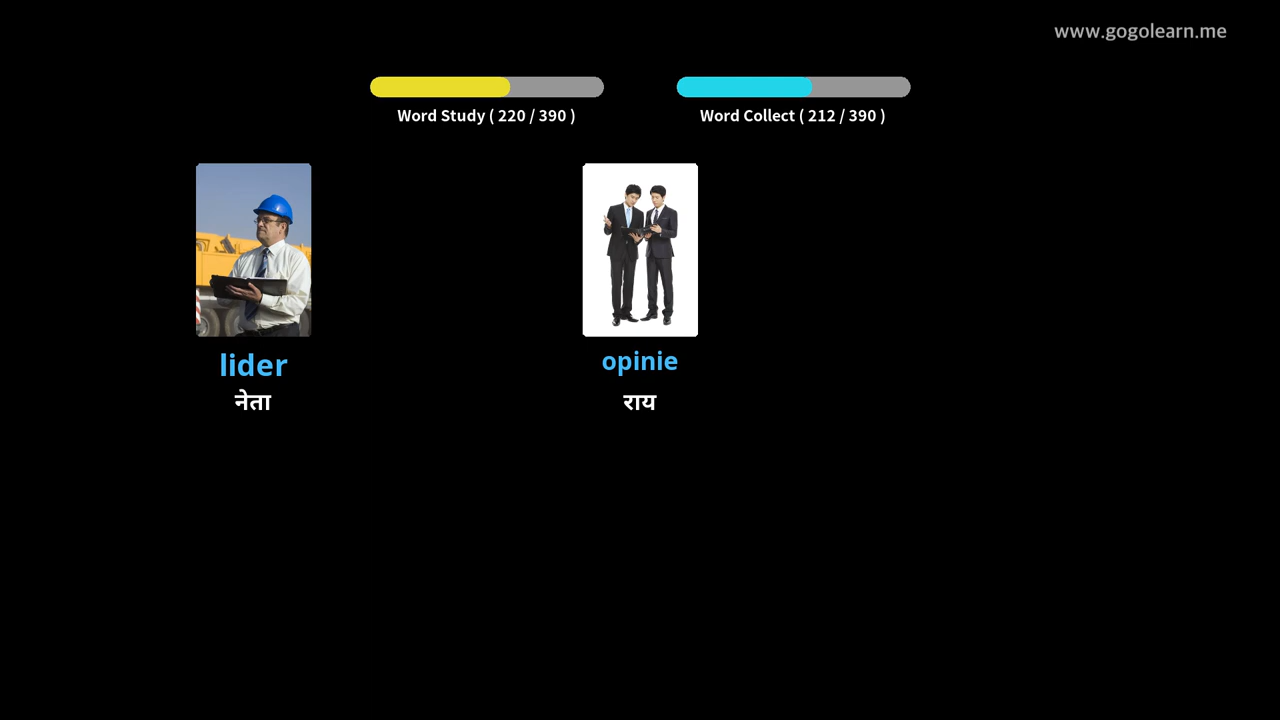 www.gogolearn.me
Word Study ( 220 / 390 )
Word Collect ( 212 / 390 )
lider
नेता
opinie
राय